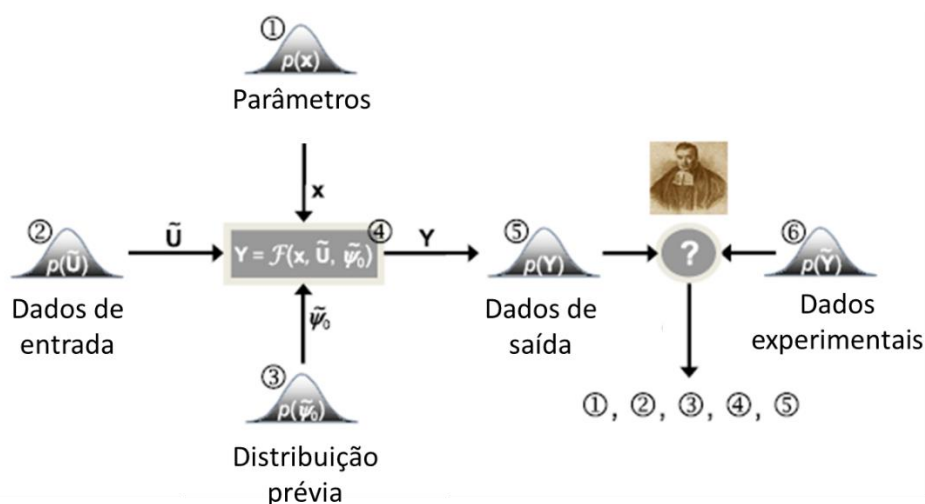 ①
p(x)
Parâmetros
x
②
p(Ũ)
Dados de
entrada
Ũ
④
Y = ℱ(x, Ũ, ψ̃₀)
Y
⑤
p(Y)
Dados de
saída
?
⑥
p(Ỹ)
Dados
experimentais
ψ̃₀
③
p(ψ̃₀)
Distribuição
prévia
①, ②, ③, ④, ⑤